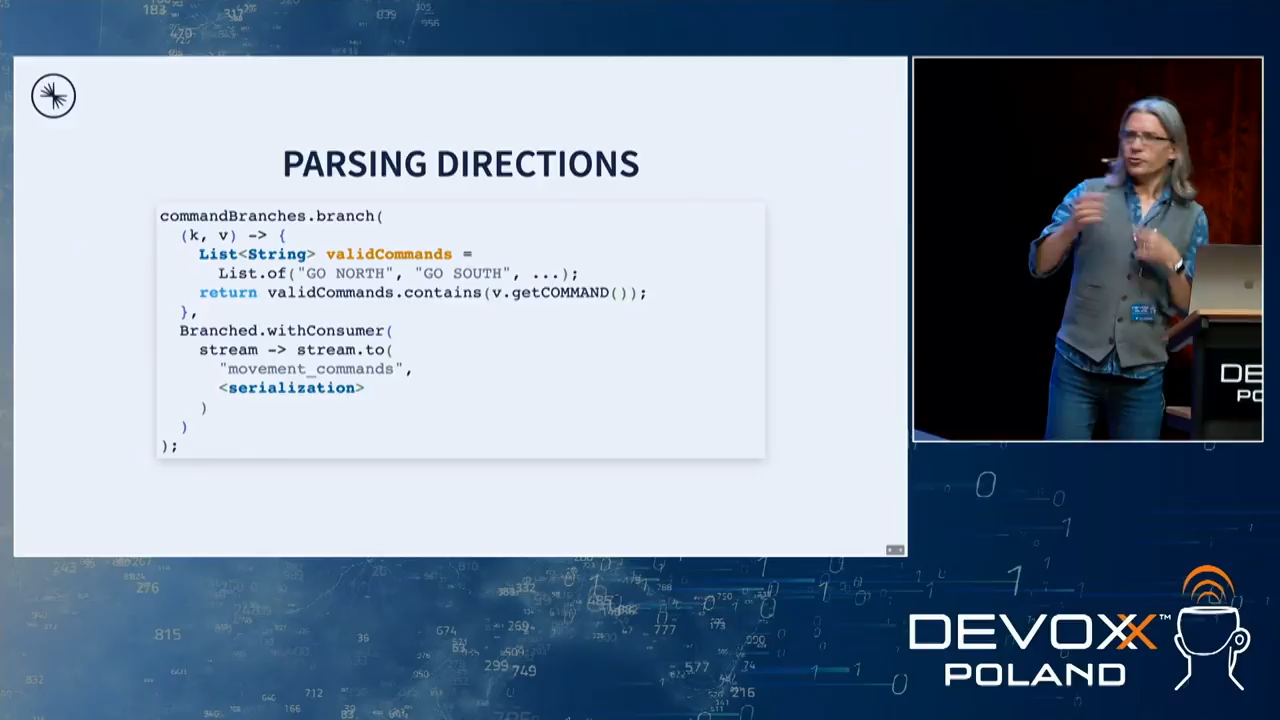 PARSING DIRECTIONS
commandBranches.branch(
(k, v) -> {
List<String> validCommands =
List.of("GO NORTH", "GO SOUTH", ...);
return validCommands.contains(v.getCOMMAND());
},
Branched.withConsumer(
stream -> stream.to(
"movement_commands",
<serialization>
)
)
);
DEVOXX™
POLAND